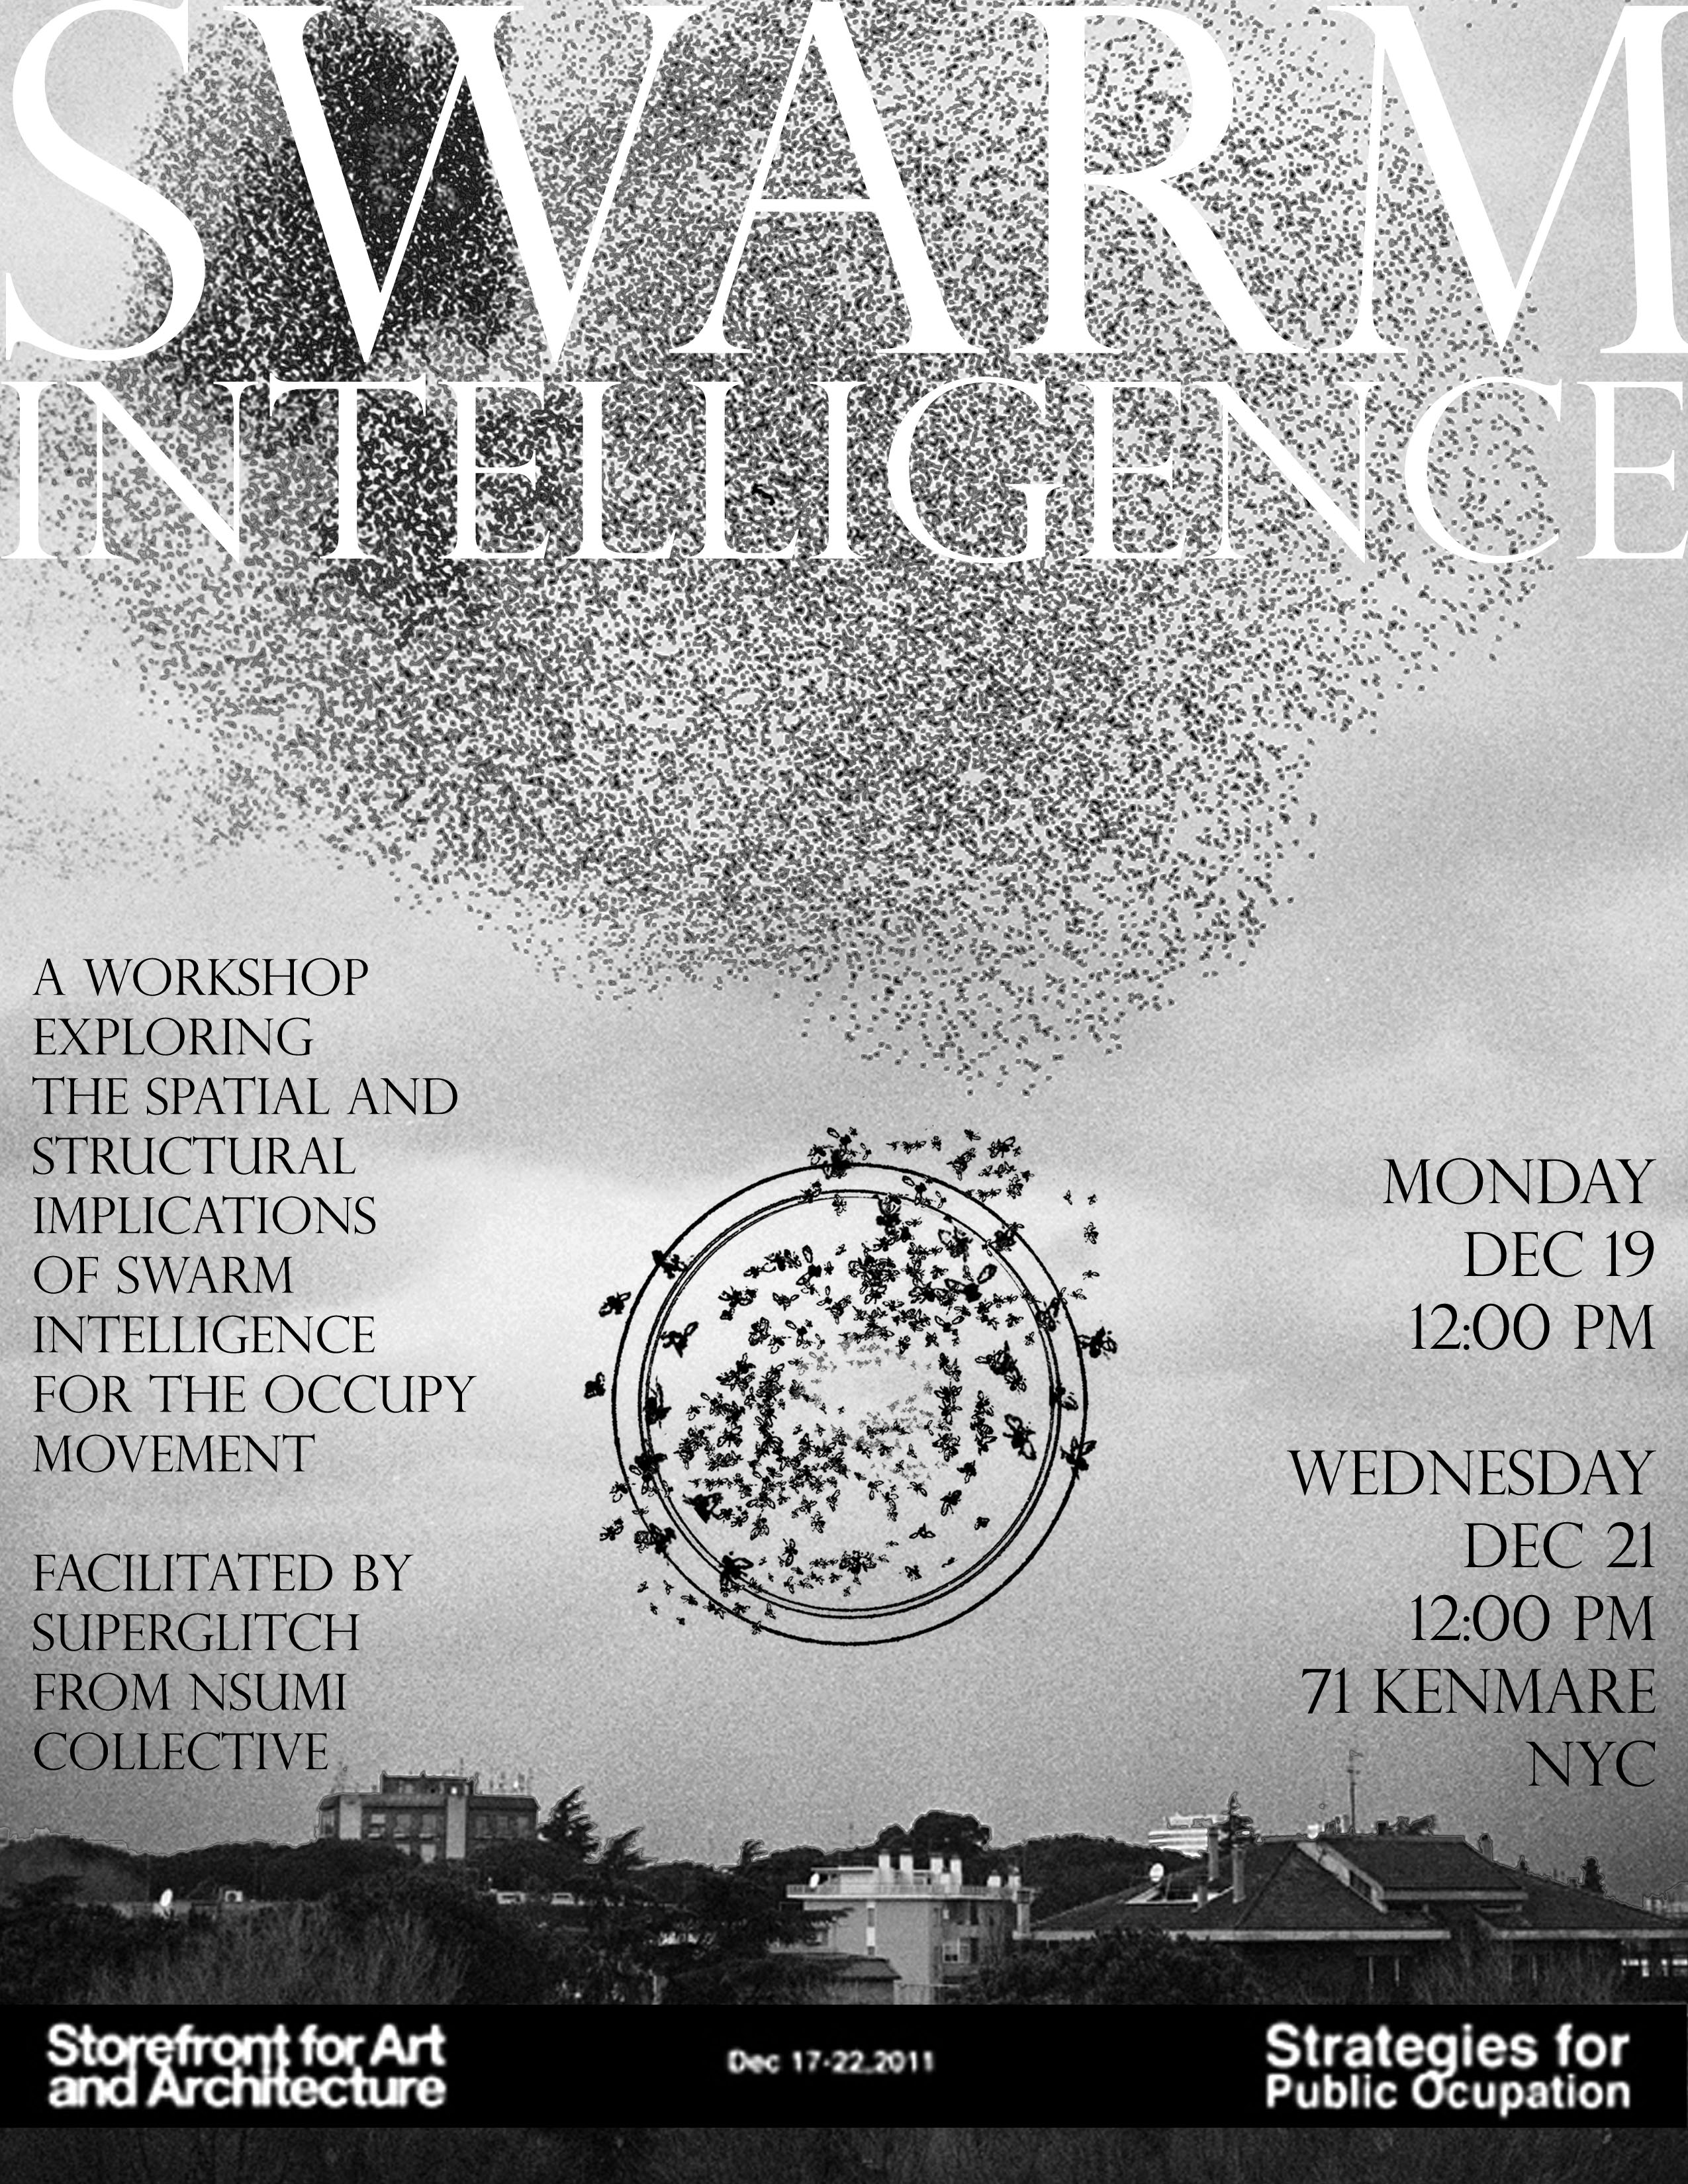 SWARM
INTELLIGENCE
A WORKSHOP
EXPLORING
THE SPATIAL AND
STRUCTURAL
IMPLICATIONS
OF SWARM
INTELLIGENCE
FOR THE OCCUPY
MOVEMENT
FACILITATED BY
SUPERGLITCH
FROM NSUMI
COLLECTIVE
MONDAY
DEC 19
12:00 PM
WEDNESDAY
DEC 21
12:00 PM
71 KENMARE
NYC
Storefront for Art
and Architecture
Dec 17-22,2011
Strategies for
Public Ocupation